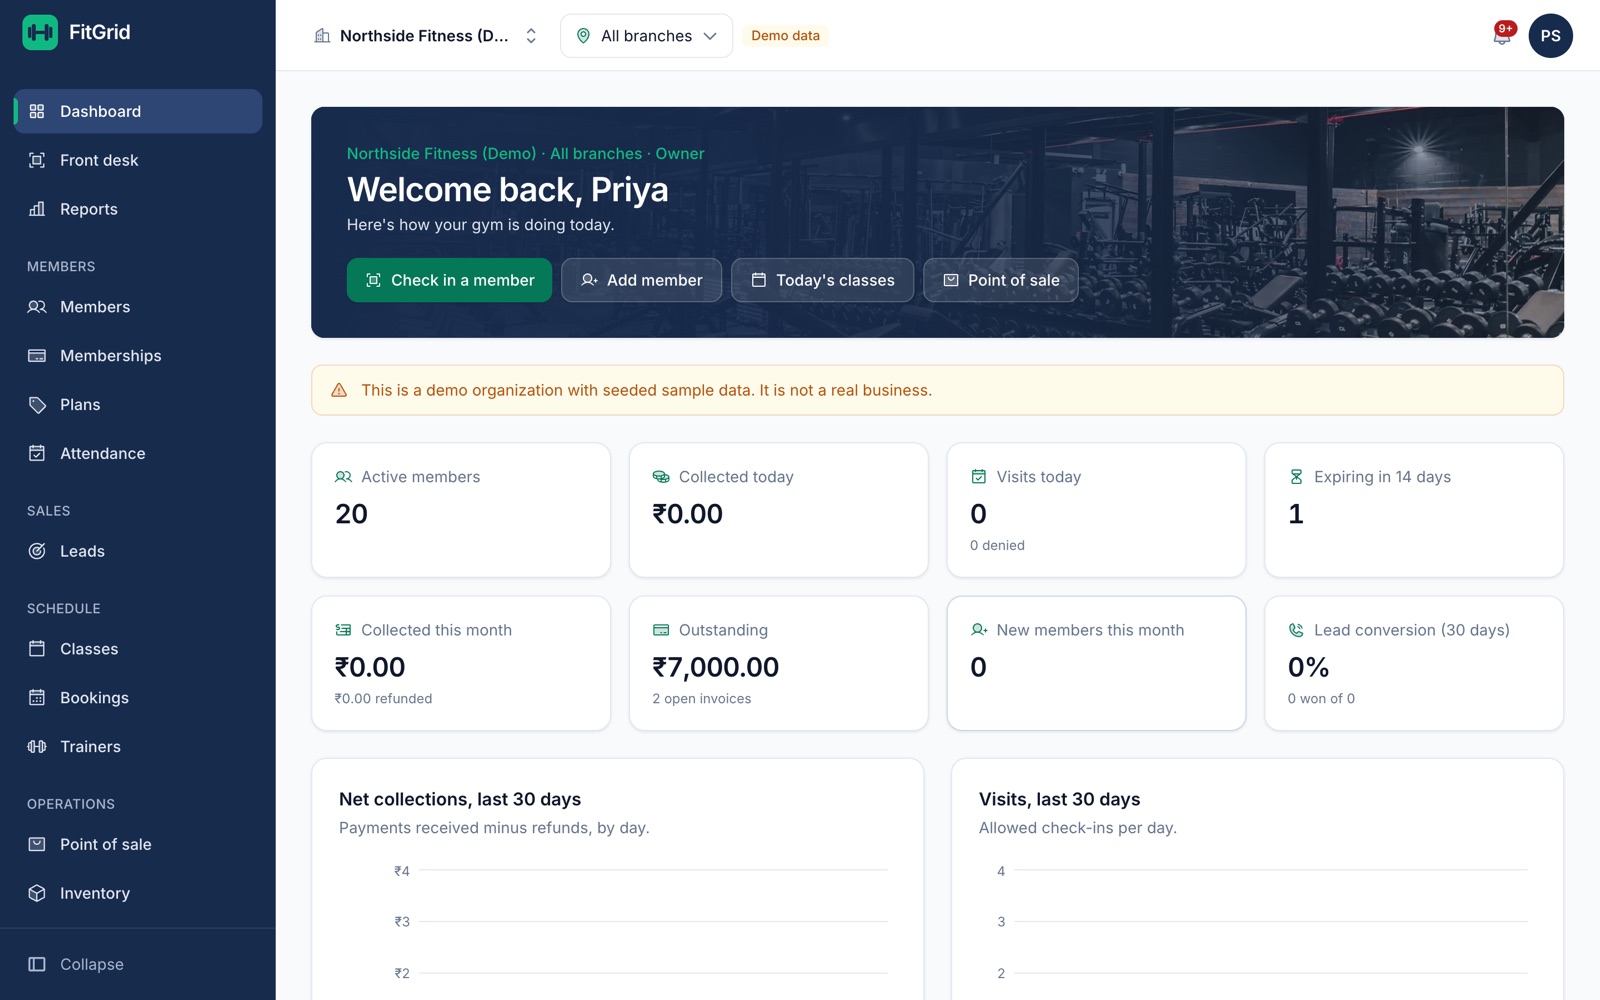 FitGrid
Northside Fitness (D...
All branches
Demo data
9+
PS
Dashboard
Front desk
Reports
MEMBERS
Members
Memberships
Plans
Attendance
SALES
Leads
SCHEDULE
Classes
Bookings
Trainers
OPERATIONS
Point of sale
Inventory
Collapse
Northside Fitness (Demo) · All branches · Owner
Welcome back, Priya
Here's how your gym is doing today.
Check in a member
Add member
Today's classes
Point of sale
This is a demo organization with seeded sample data. It is not a real business.
Active members
20
Collected today
₹0.00
Visits today
0
0 denied
Expiring in 14 days
1
Collected this month
₹0.00
₹0.00 refunded
Outstanding
₹7,000.00
2 open invoices
New members this month
0
Lead conversion (30 days)
0%
0 won of 0
Net collections, last 30 days
Payments received minus refunds, by day.
₹4
₹3
₹2
Visits, last 30 days
Allowed check-ins per day.
4
3
2